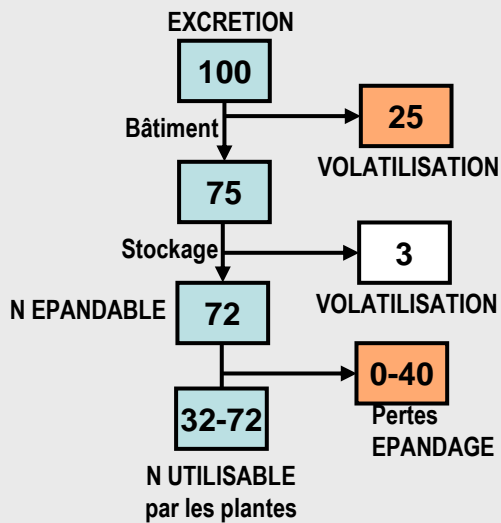 EXCRETION
100
Bâtiment
25
VOLATILISATION
75
Stockage
3
VOLATILISATION
N EPANDABLE
72
0-40
Pertes
EPANDAGE
32-72
N UTILISABLE
par les plantes